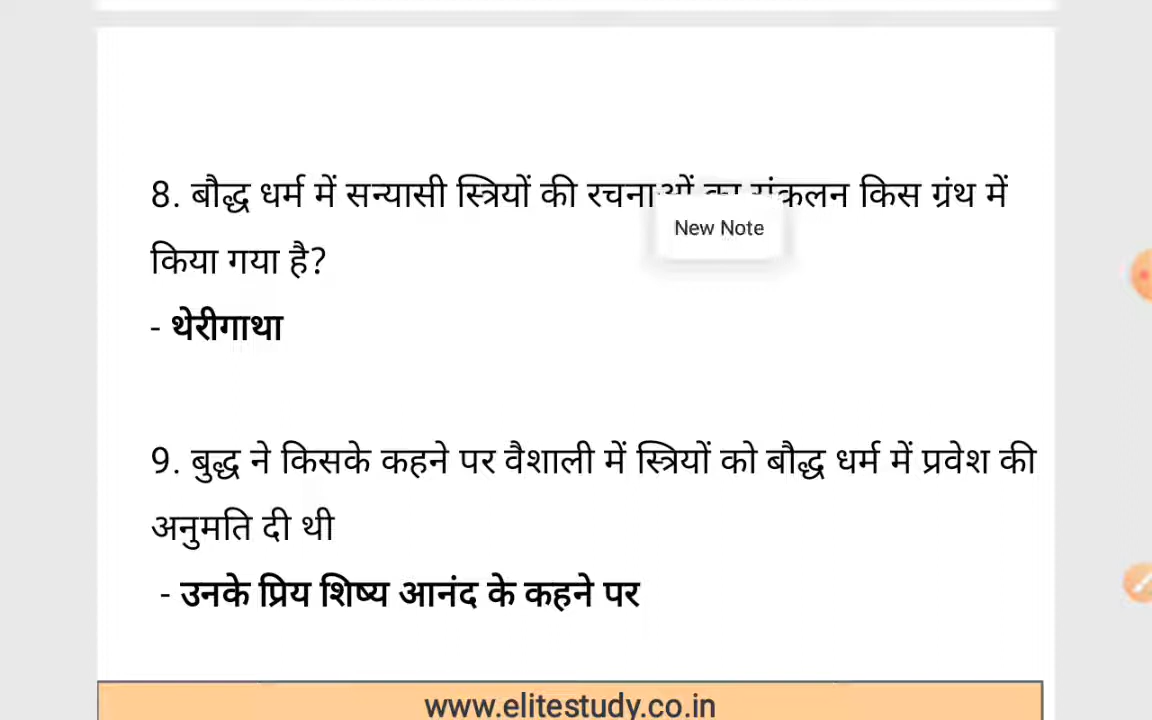 8. बौद्ध धर्म में सन्यासी स्त्रियों की रचनाओं का संकलन किस ग्रंथ में
New Note
किया गया है?
- थेरीगाथा
9. बुद्ध ने किसके कहने पर वैशाली में स्त्रियों को बौद्ध धर्म में प्रवेश की
अनुमति दी थी
- उनके प्रिय शिष्य आनंद के कहने पर
www.elitestudy.co.in